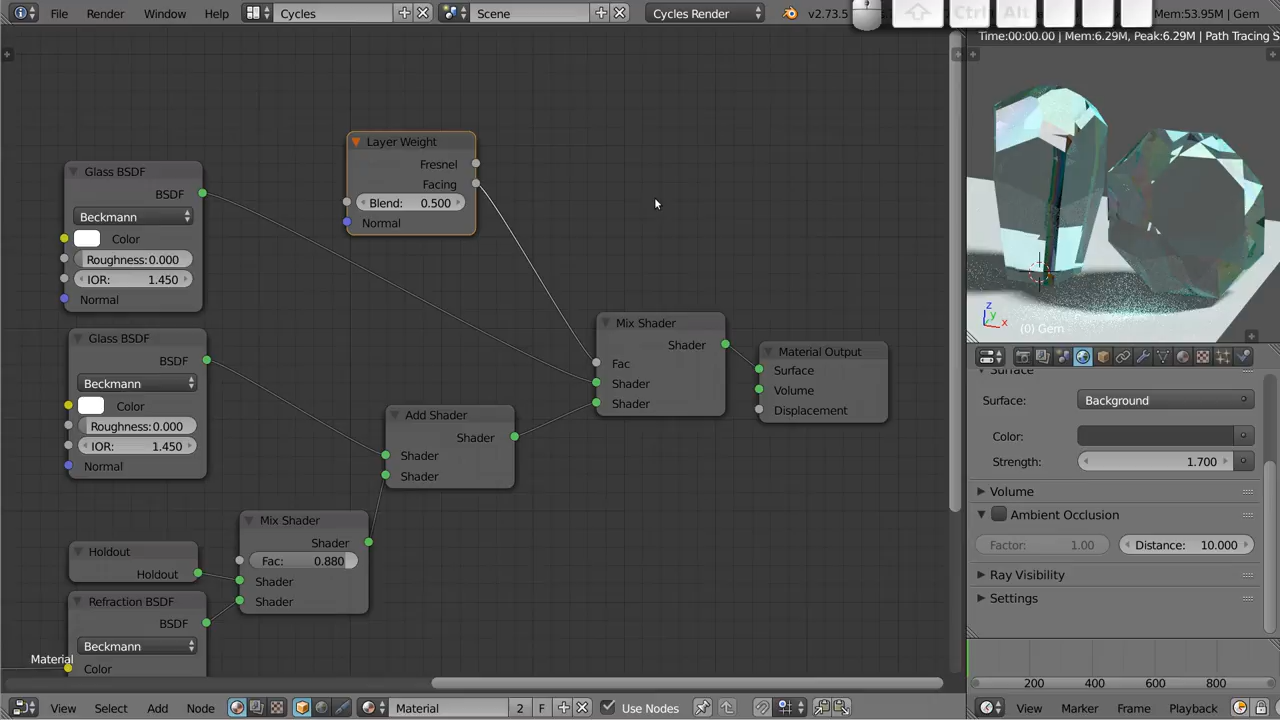 File Render Window Help Cycles Scene Cycles Render v2.73.5 Ctrl Alt Mem:53.95M | Gem
Time:00:00.00 | Mem:6.29M, Peak:6.29M | Path Tracing S
Layer Weight
Fresnel
Facing
Blend: 0.500
Normal
Glass BSDF
BSDF
Beckmann
Color
Roughness:0.000
IOR: 1.450
Normal
Glass BSDF
BSDF
Beckmann
Color
Roughness:0.000
IOR: 1.450
Normal
Mix Shader
Shader
Fac
Shader
Shader
Material Output
Surface
Volume
Displacement
Add Shader
Shader
Shader
Shader
Mix Shader
Shader
Fac: 0.880
Shader
Shader
Holdout
Holdout
Refraction BSDF
BSDF
Beckmann
Color
Material
z
y
x
(0) Gem
Surface
Surface: Background
Color:
Strength: 1.700
Volume
Ambient Occlusion
Factor: 1.00 Distance: 10.000
Ray Visibility
Settings
200 400 600 800
View Select Add Node Material 2 F Use Nodes
View Marker Frame Playback